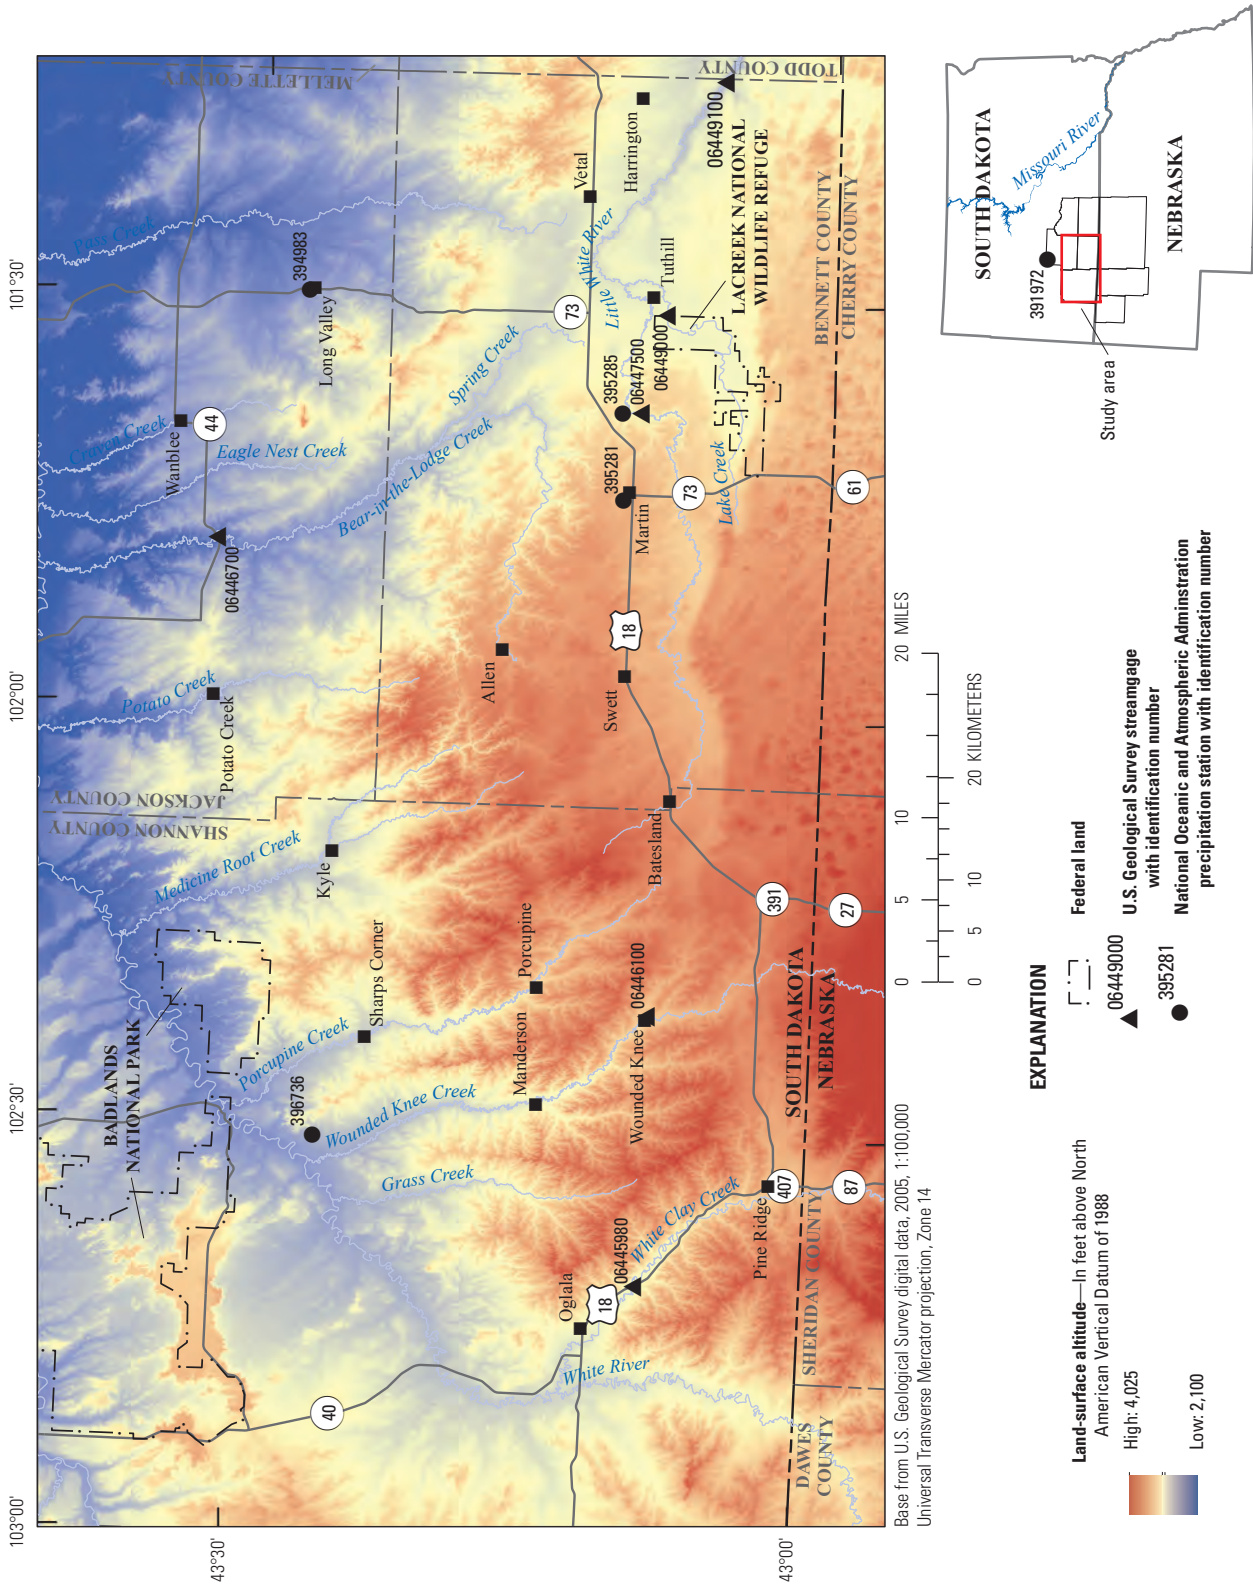 103°00'
102°30'
102°00'
101°30'
43°30'
43°00'
BADLANDS
NATIONAL PARK
SHANNON COUNTY
JACKSON COUNTY
MELLETTE COUNTY
TODD COUNTY
BENNETT COUNTY
CHERRY COUNTY
SHERIDAN COUNTY
DAWES
COUNTY
SOUTH DAKOTA
NEBRASKA
LACREEK NATIONAL
WILDLIFE REFUGE
Pass Creek
Craven Creek
Eagle Nest Creek
Bear-in-the-Lodge Creek
Spring Creek
Potato Creek
Medicine Root Creek
Porcupine Creek
Wounded Knee Creek
Grass Creek
White Clay Creek
White River
Little White River
Lake Creek
Wanblee
Long Valley
Potato Creek
Kyle
Sharps Corner
Porcupine
Manderson
Wounded Knee
Oglala
Pine Ridge
Batesland
Allen
Swett
Martin
Vetal
Tuthill
Harrington
396736
394983
395285
395281
06446700
06446100
06445980
06447500
06449000
06449100
40
44
73
73
18
18
61
391
27
407
87
Base from U.S. Geological Survey digital data, 2005, 1:100,000
Universal Transverse Mercator projection, Zone 14
0 5 10 20 MILES
0 5 10 20 KILOMETERS
EXPLANATION
Land-surface altitude—In feet above North
American Vertical Datum of 1988
High: 4,025
Low: 2,100
Federal land
06449000
U.S. Geological Survey streamgage
with identification number
395281
National Oceanic and Atmospheric Adminstration
precipitation station with identification number
SOUTH DAKOTA
NEBRASKA
Missouri River
391972
Study area